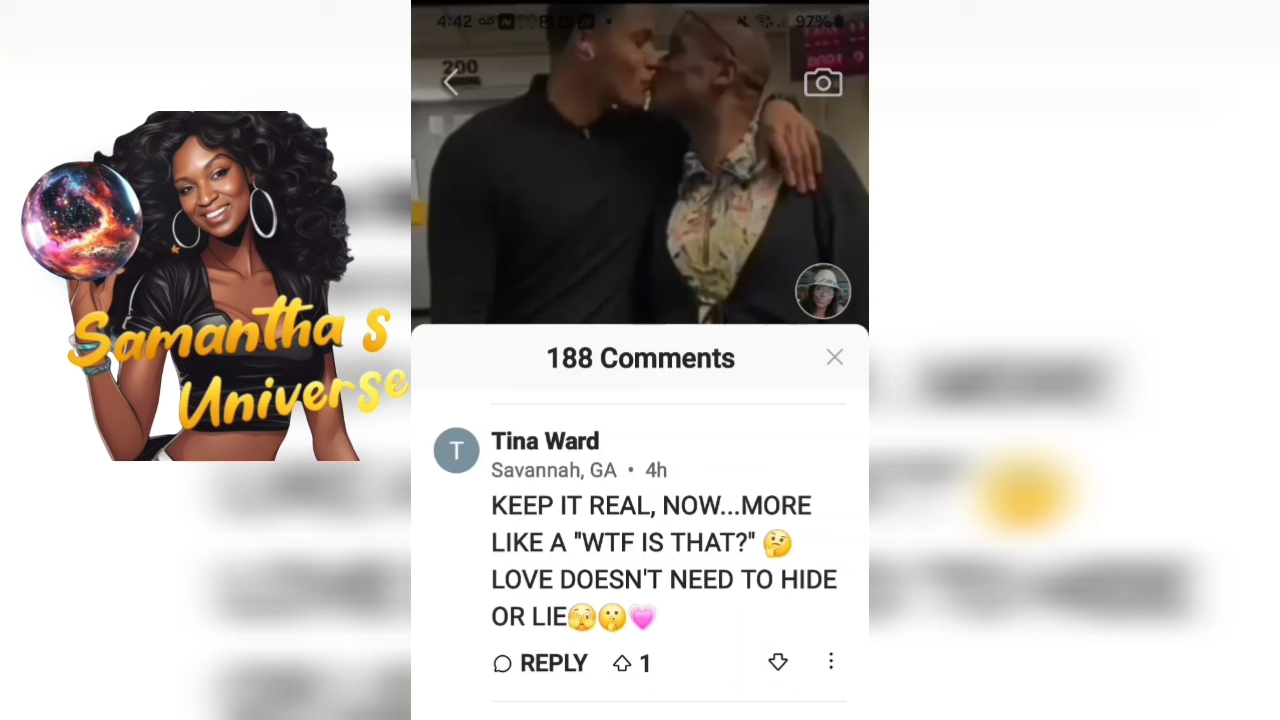 4:42
97%
200
Samantha s
Universe
188 Comments
T
Tina Ward
Savannah, GA • 4h
KEEP IT REAL, NOW...MORE
LIKE A "WTF IS THAT?" 🤔
LOVE DOESN'T NEED TO HIDE
OR LIE🫣🤫💗
REPLY
1